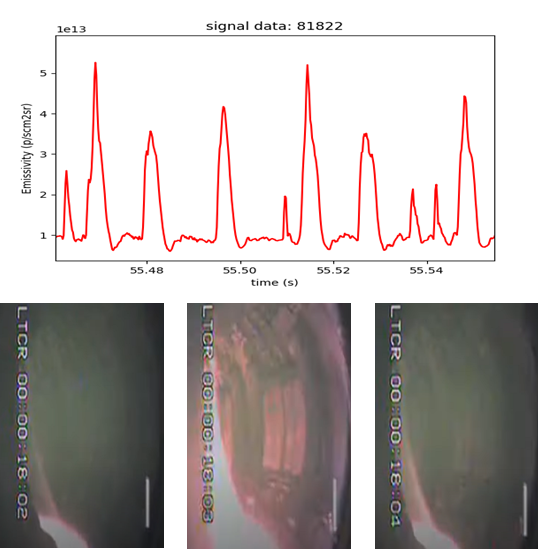 signal data: 81822
1e13
5
4
3
2
1
Emissivity (p/scm2sr)
55.48 55.50 55.52 55.54
time (s)
LTCR 00:00:18:02
LTCR 00:00:18:03
LTCR 00:00:18:04